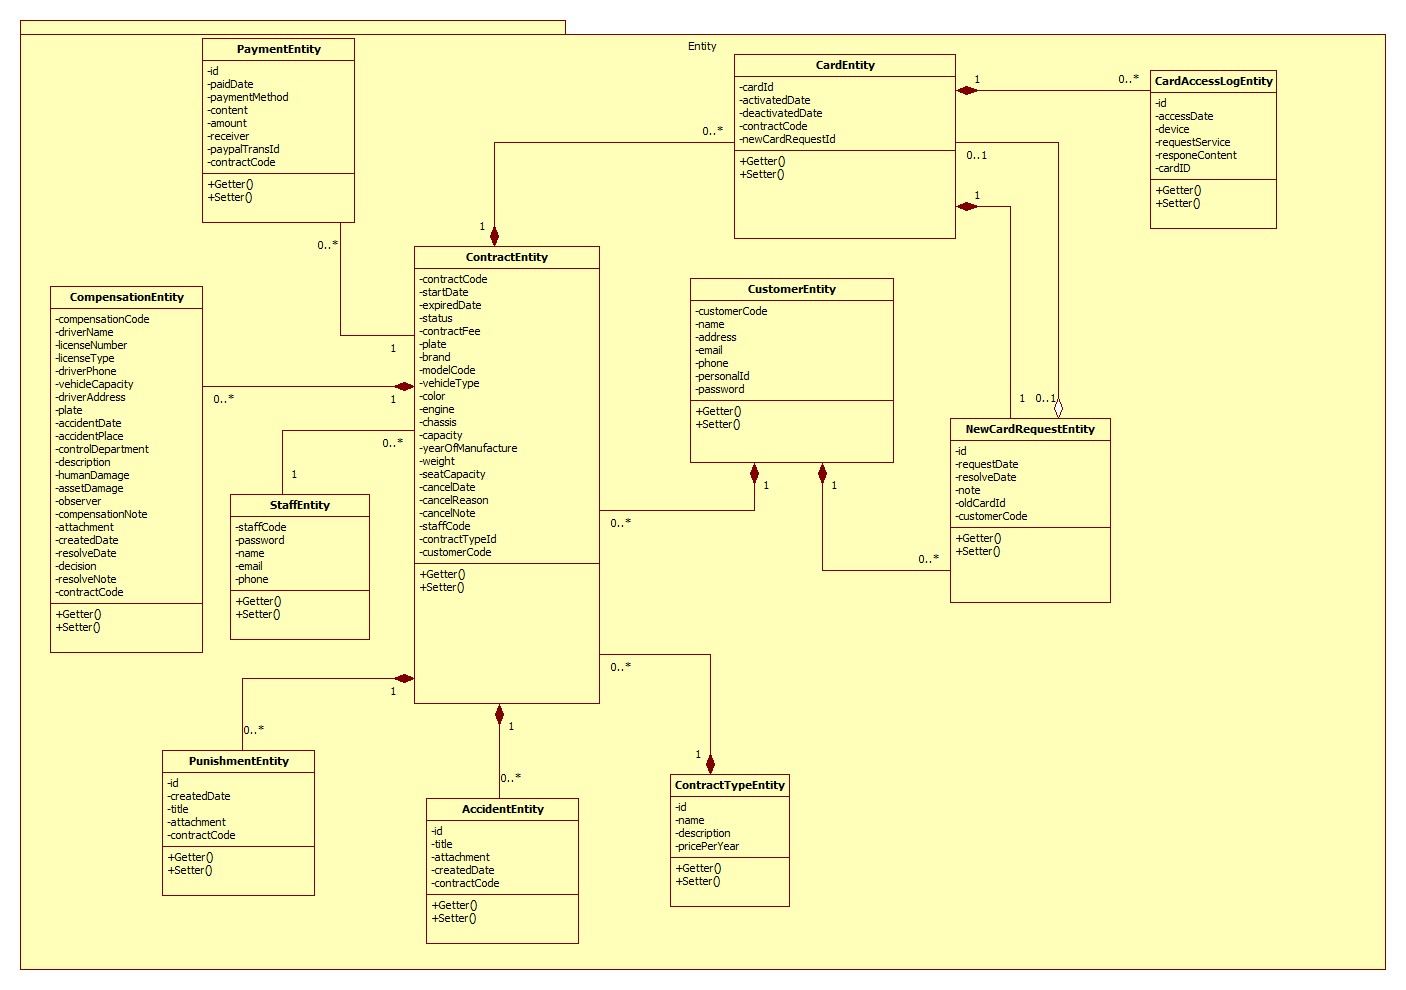 Entity
PaymentEntity
-id
-paidDate
-paymentMethod
-content
-amount
-receiver
-paypalTransId
-contractCode
+Getter()
+Setter()
CardEntity
-cardId
-activatedDate
-deactivatedDate
-contractCode
-newCardRequestId
+Getter()
+Setter()
1
0..*
CardAccessLogEntity
-id
-accessDate
-device
-requestService
-responeContent
-cardID
+Getter()
+Setter()
0..*
0..1
1
1
0..*
ContractEntity
-contractCode
-startDate
-expiredDate
-status
-contractFee
-plate
-brand
-modelCode
-vehicleType
-color
-engine
-chassis
-capacity
-yearOfManufacture
-weight
-seatCapacity
-cancelDate
-cancelReason
-cancelNote
-staffCode
-contractTypeId
-customerCode
+Getter()
+Setter()
1
CompensationEntity
-compensationCode
-driverName
-licenseNumber
-licenseType
-driverPhone
-vehicleCapacity
-driverAddress
-plate
-accidentDate
-accidentPlace
-controlDepartment
-description
-humanDamage
-assetDamage
-observer
-compensationNote
-attachment
-createdDate
-resolveDate
-decision
-resolveNote
-contractCode
+Getter()
+Setter()
0..*
1
0..*
1
StaffEntity
-staffCode
-password
-name
-email
-phone
+Getter()
+Setter()
CustomerEntity
-customerCode
-name
-address
-email
-phone
-personalId
-password
+Getter()
+Setter()
1
1
0..*
0..*
1
0..1
NewCardRequestEntity
-id
-requestDate
-resolveDate
-note
-oldCardId
-customerCode
+Getter()
+Setter()
0..*
1
1
0..*
PunishmentEntity
-id
-createdDate
-title
-attachment
-contractCode
+Getter()
+Setter()
1
0..*
AccidentEntity
-id
-title
-attachment
-createdDate
-contractCode
+Getter()
+Setter()
ContractTypeEntity
-id
-name
-description
-pricePerYear
+Getter()
+Setter()